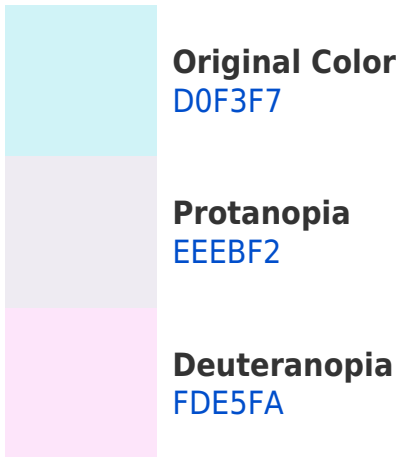 Original Color
D0F3F7
Protanopia
EEEBF2
Deuteranopia
FDE5FA